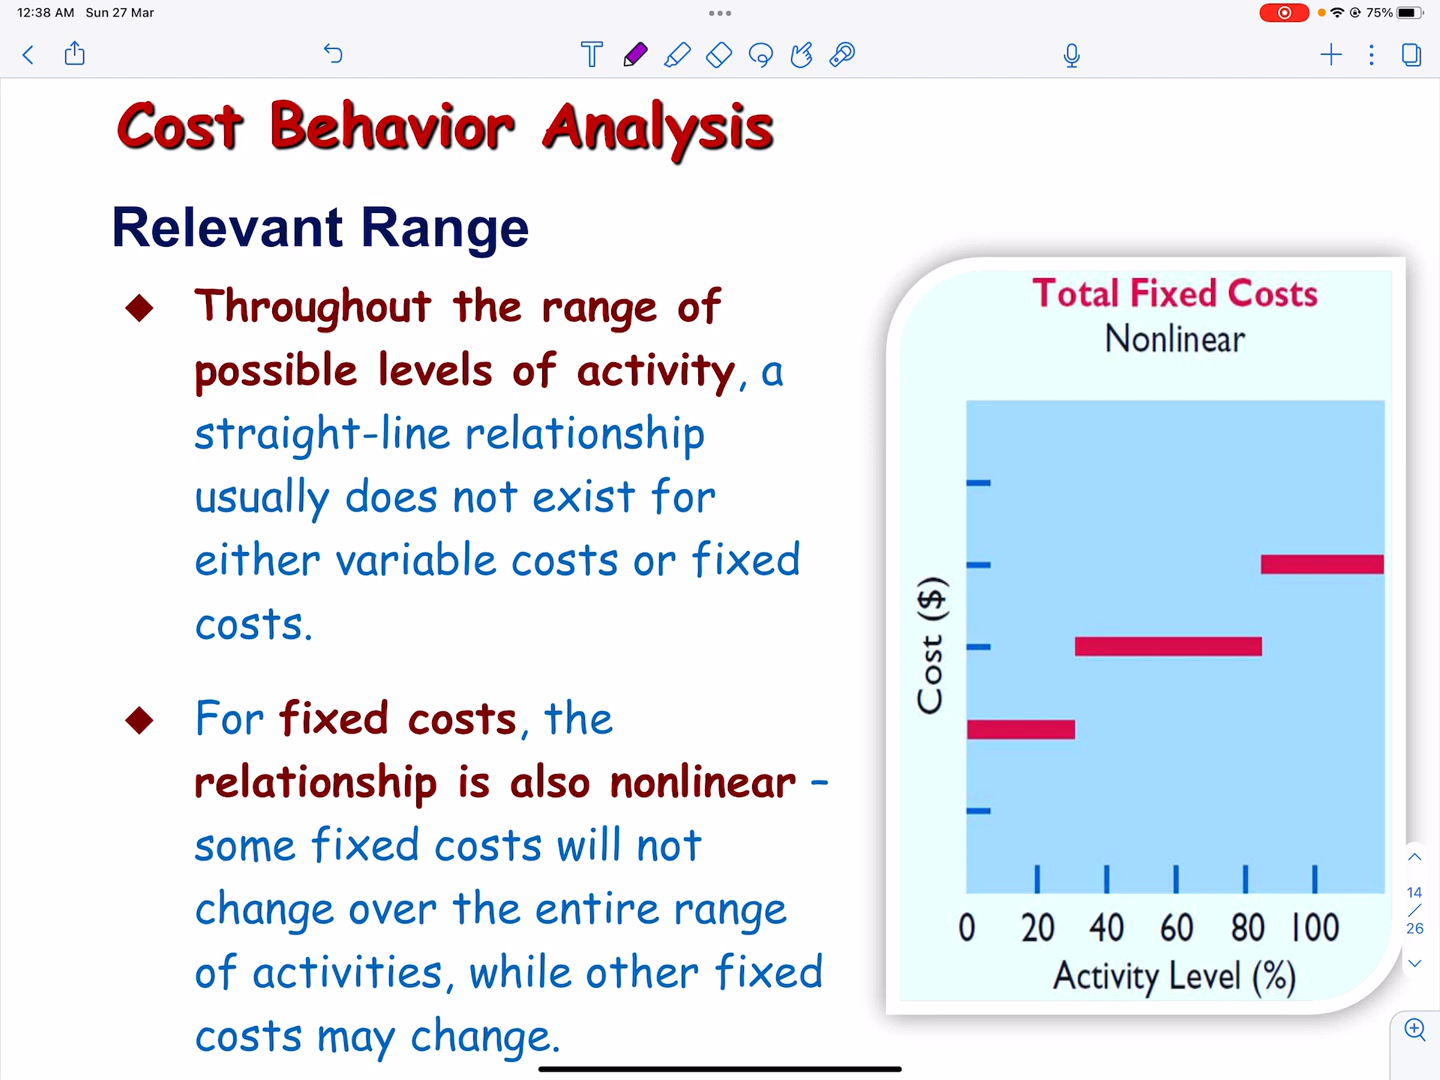 12:38 AM Sun 27 Mar
75%
Cost Behavior Analysis
Relevant Range
Throughout the range of
possible levels of activity, a
straight-line relationship
usually does not exist for
either variable costs or fixed
costs.
For fixed costs, the
relationship is also nonlinear –
some fixed costs will not
change over the entire range
of activities, while other fixed
costs may change.
Total Fixed Costs
Nonlinear
Cost ($)
0 20 40 60 80 100
Activity Level (%)
14
/
26